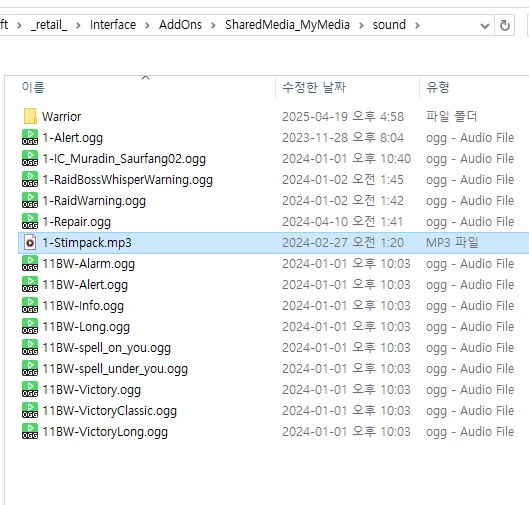 ft > _retail_ > Interface > AddOns > SharedMedia_MyMedia > sound >
이름 수정한 날짜 유형
Warrior 2025-04-19 오후 4:58 파일 폴더
1-Alert.ogg 2023-11-28 오후 8:04 ogg - Audio File
1-IC_Muradin_Saurfang02.ogg 2024-01-01 오후 10:40 ogg - Audio File
1-RaidBossWhisperWarning.ogg 2024-01-02 오전 1:45 ogg - Audio File
1-RaidWarning.ogg 2024-01-02 오전 1:42 ogg - Audio File
1-Repair.ogg 2024-04-10 오후 1:41 ogg - Audio File
1-Stimpack.mp3 2024-02-27 오전 1:20 MP3 파일
11BW-Alarm.ogg 2024-01-01 오후 10:03 ogg - Audio File
11BW-Alert.ogg 2024-01-01 오후 10:03 ogg - Audio File
11BW-Info.ogg 2024-01-01 오후 10:03 ogg - Audio File
11BW-Long.ogg 2024-01-01 오후 10:03 ogg - Audio File
11BW-spell_on_you.ogg 2024-01-01 오후 10:03 ogg - Audio File
11BW-spell_under_you.ogg 2024-01-01 오후 10:03 ogg - Audio File
11BW-Victory.ogg 2024-01-01 오후 10:03 ogg - Audio File
11BW-VictoryClassic.ogg 2024-01-01 오후 10:03 ogg - Audio File
11BW-VictoryLong.ogg 2024-01-01 오후 10:03 ogg - Audio File